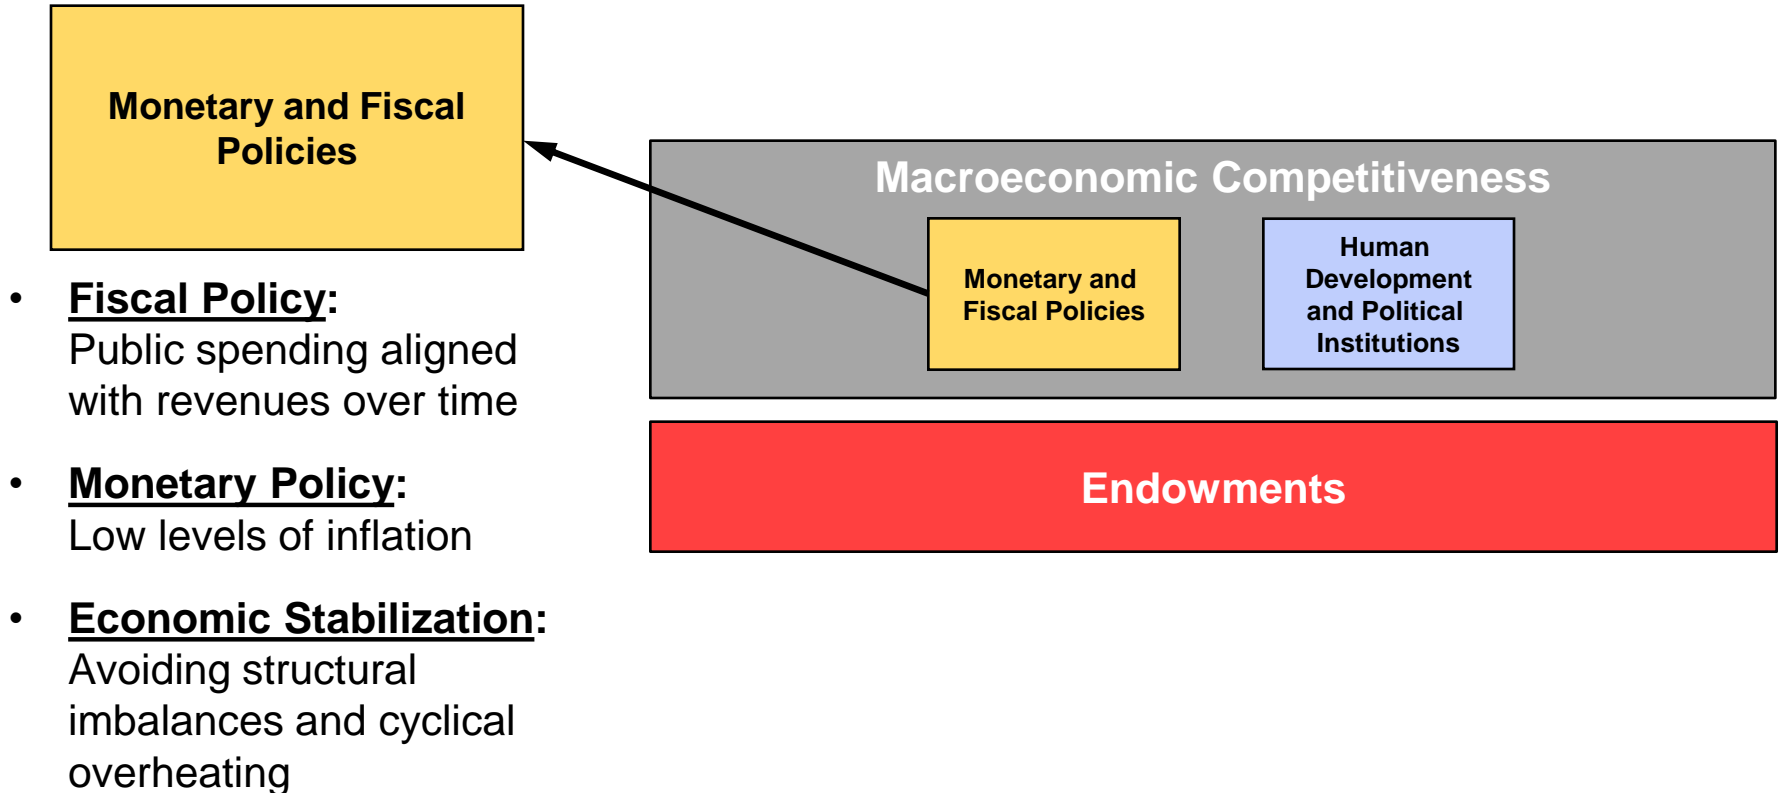 Monetary and Fiscal
Policies
• Fiscal Policy:
Public spending aligned
with revenues over time
• Monetary Policy:
Low levels of inflation
• Economic Stabilization:
Avoiding structural
imbalances and cyclical
overheating
Macroeconomic Competitiveness
Monetary and
Fiscal Policies
Human
Development
and Political
Institutions
Endowments